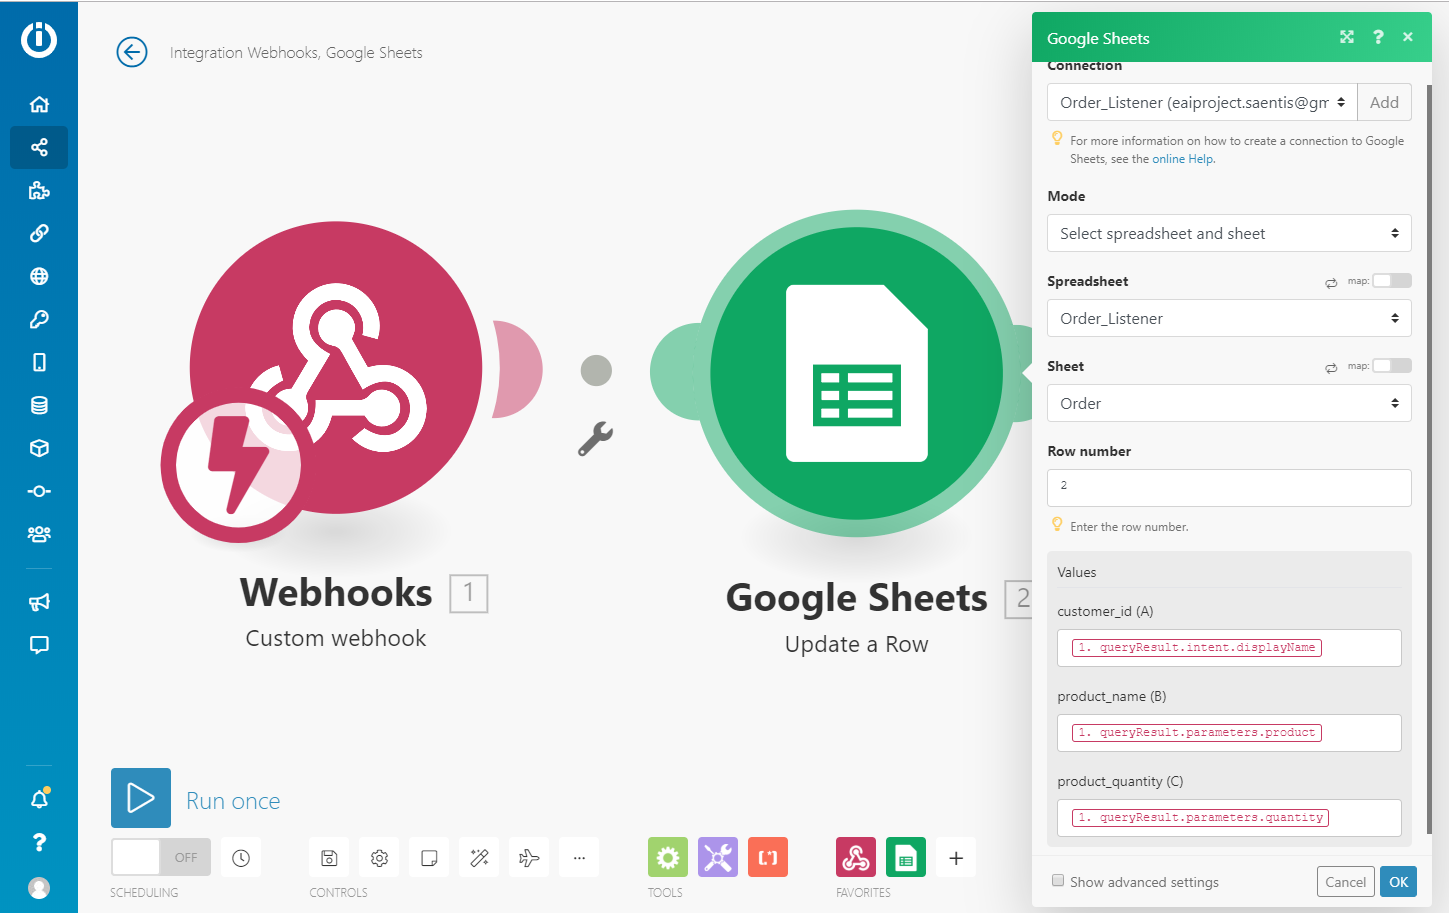 Integration Webhooks, Google Sheets
Webhooks 1
Custom webhook
Google Sheets 2
Update a Row
Run once
OFF
SCHEDULING
CONTROLS
TOOLS
FAVORITES
Google Sheets
Connection
Order_Listener (eaiproject.saentis@gm
Add
For more information on how to create a connection to Google
Sheets, see the online Help.
Mode
Select spreadsheet and sheet
Spreadsheet
map:
Order_Listener
Sheet
map:
Order
Row number
2
Enter the row number.
Values
customer_id (A)
1. queryResult.intent.displayName
product_name (B)
1. queryResult.parameters.product
product_quantity (C)
1. queryResult.parameters.quantity
Show advanced settings
Cancel
OK